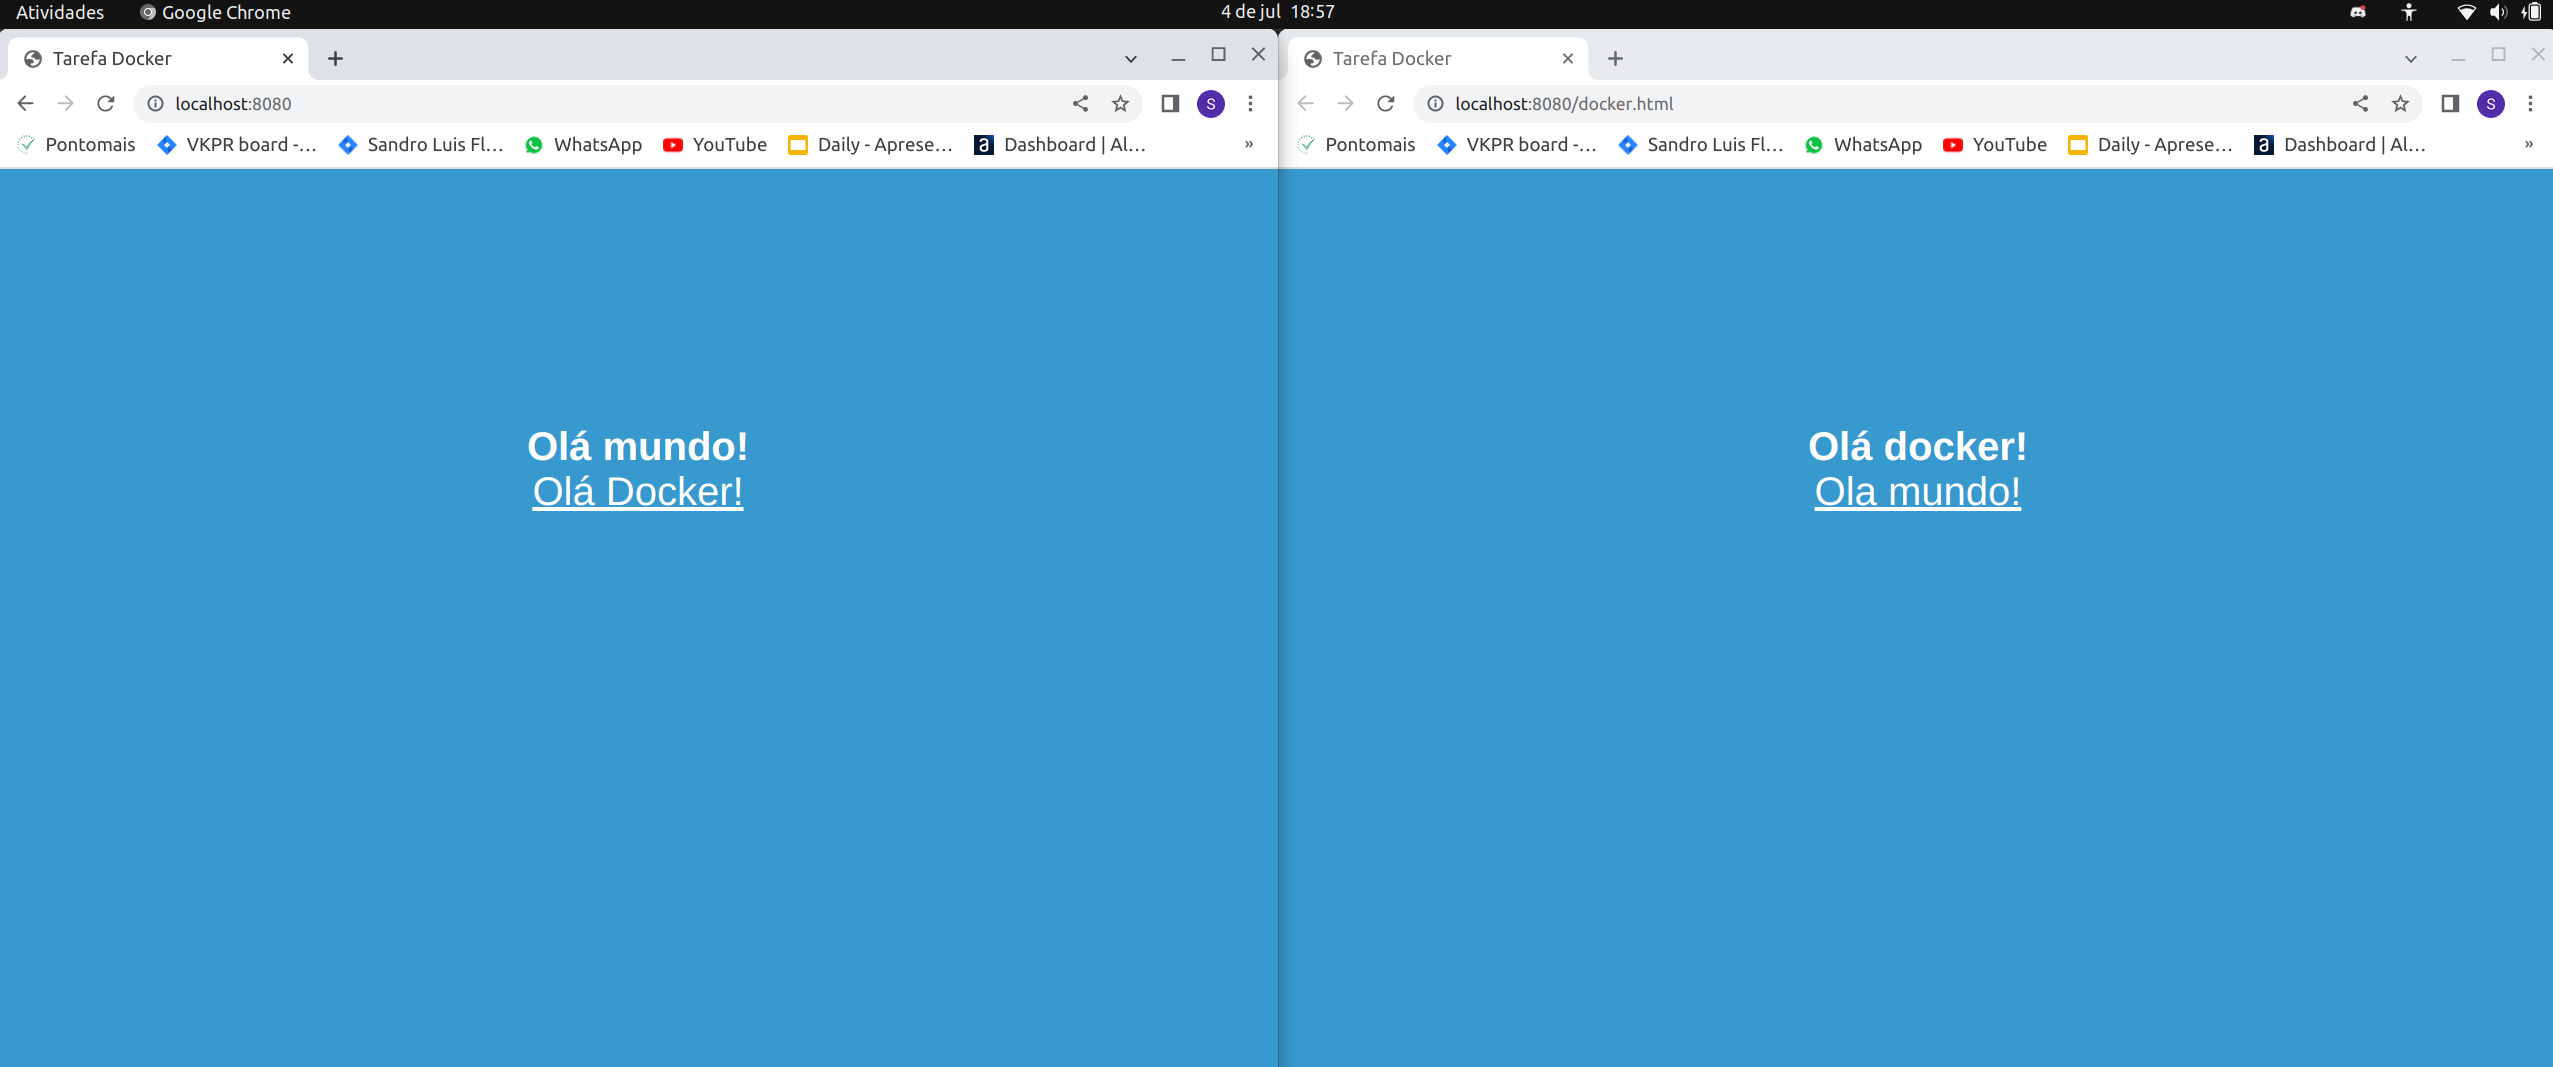 Atividades Google Chrome 4 de jul 18:57
Tarefa Docker
localhost:8080
Pontomais VKPR board -... Sandro Luis Fl... WhatsApp YouTube Daily - Aprese... a Dashboard | Al... »
Olá mundo!
Olá Docker!
Tarefa Docker
localhost:8080/docker.html
S
Pontomais VKPR board -... Sandro Luis Fl... WhatsApp YouTube Daily - Aprese... a Dashboard | Al... »
Olá docker!
Ola mundo!